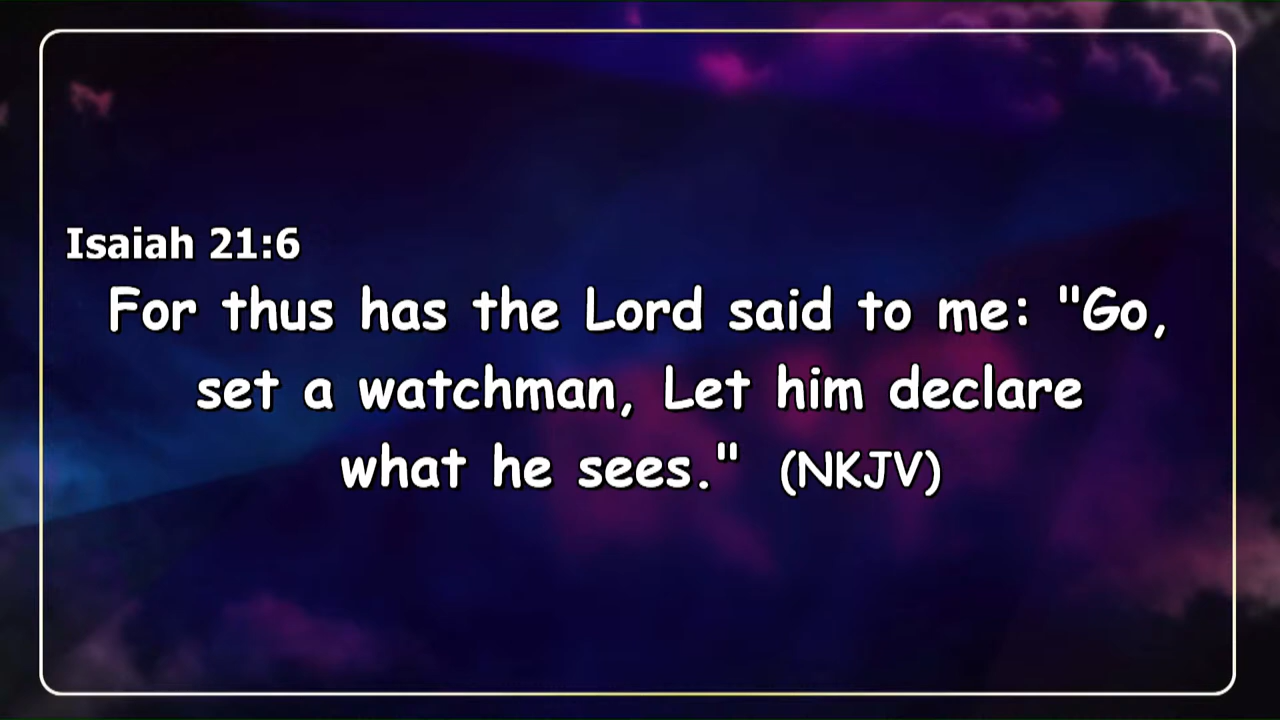 Isaiah 21:6
For thus has the Lord said to me: "Go,
set a watchman, Let him declare
what he sees." (NKJV)